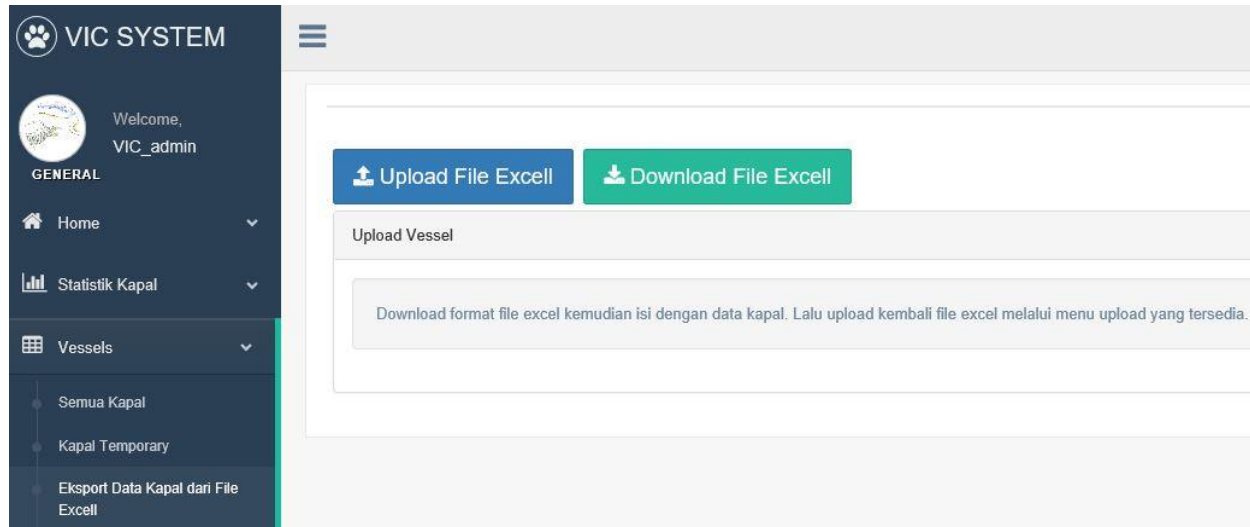 VIC SYSTEM
Welcome,
VIC_admin
GENERAL
Home
Statistik Kapal
Vessels
Semua Kapal
Kapal Temporary
Eksport Data Kapal dari File
Excell
Upload File Excell
Download File Excell
Upload Vessel
Download format file excel kemudian isi dengan data kapal. Lalu upload kembali file excel melalui menu upload yang tersedia.